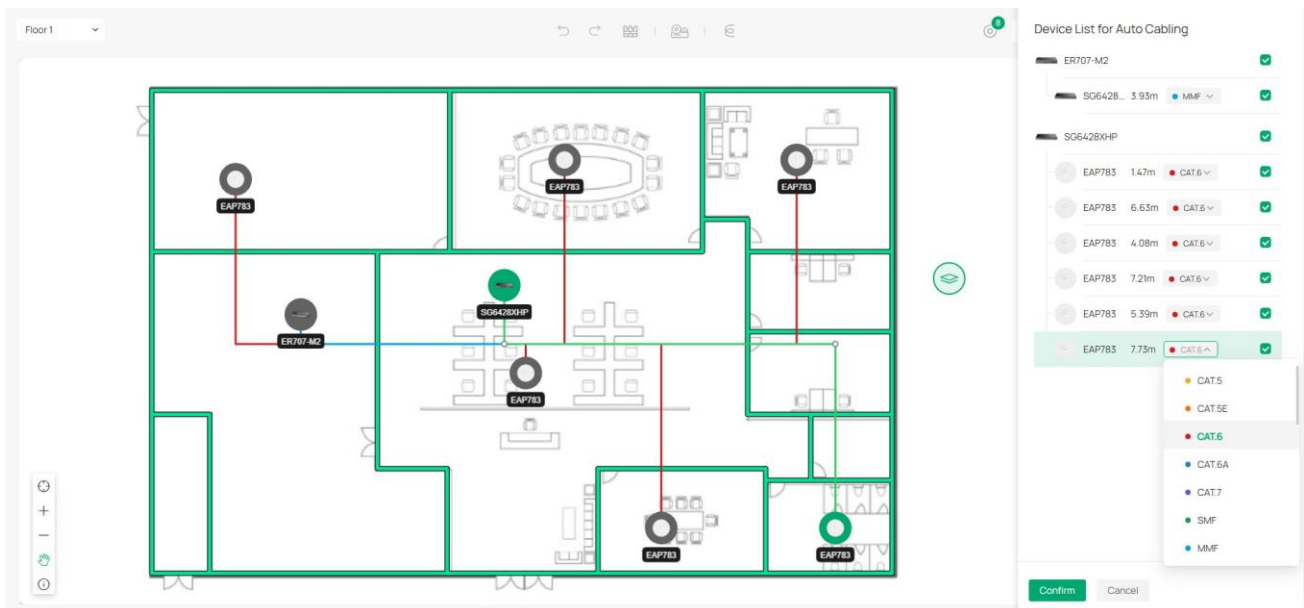 Floor 1
8
Device List for Auto Cabling
ER707-M2
SG6428... 3.93m MMF
SG6428XHP
EAP783 1.47m CAT.6
EAP783 6.63m CAT.6
EAP783 4.08m CAT.6
EAP783 7.21m CAT.6
EAP783 5.39m CAT.6
EAP783 7.73m CAT.6
CAT.5
CAT.5E
CAT.6
CAT.6A
CAT.7
SMF
MMF
Confirm Cancel
EAP783
EAP783
EAP783
SG6428XHP
ER707-M2
EAP783
EAP783
EAP783